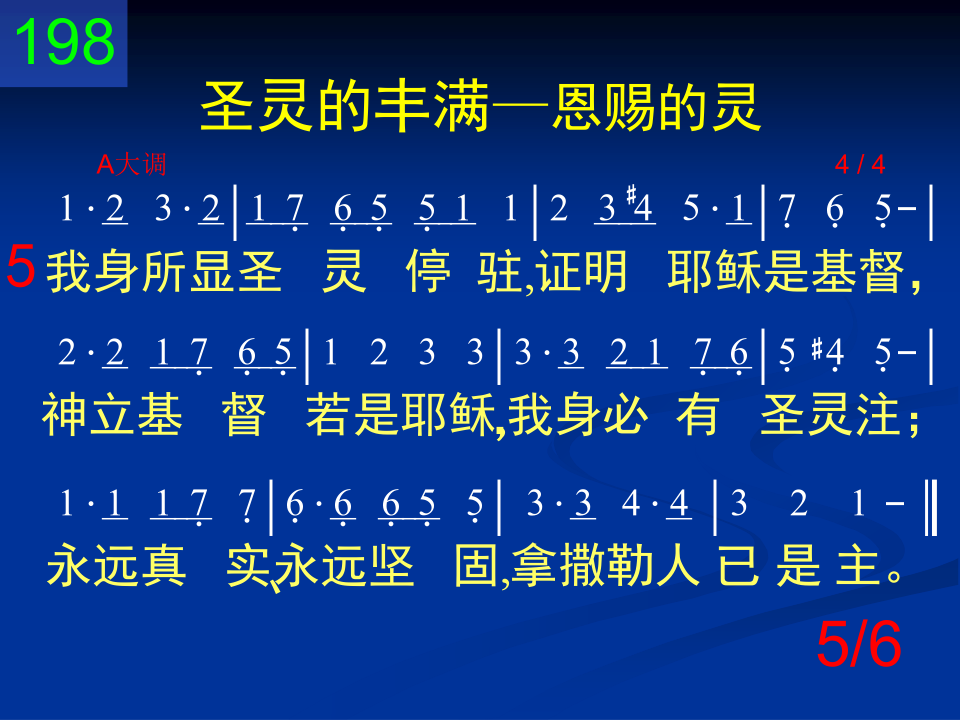 198
圣灵的丰满—恩赐的灵
A大调 4 / 4
1 · 2 3 · 2 | 1 7̣ 6̣ 5̣ 5̣ 1 1 | 2 3 #4 5 · 1 | 7̣ 6̣ 5̣ – |
5 我身所显圣 灵 停 驻,证明 耶稣是基督，
2 · 2 1 7̣ 6̣ 5̣ | 1 2 3 3 | 3 · 3 2 1 7̣ 6̣ | 5̣ #4̣ 5̣ – |
神立基 督 若是耶稣,我身必 有 圣灵注；
1 · 1 1 7̣ 7̣ | 6̣ · 6̣ 6̣ 5̣ 5̣ | 3 · 3 4 · 4 | 3 2 1 – ‖
永远真 实、永远坚 固,拿撒勒人 已 是 主。
5/6